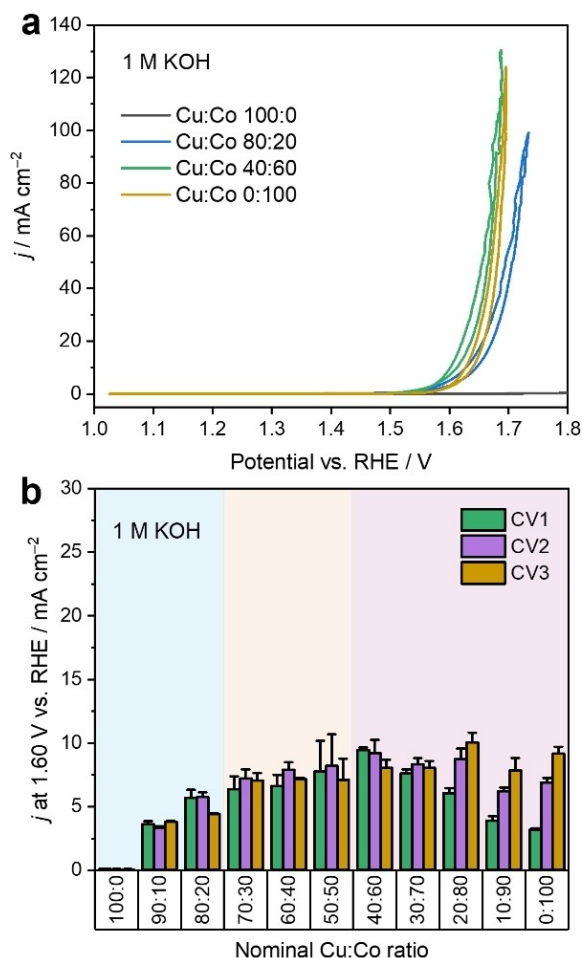 a
140
120
100
80
60
40
20
0
j / mA cm⁻²
1 M KOH
Cu:Co 100:0
Cu:Co 80:20
Cu:Co 40:60
Cu:Co 0:100
1.0 1.1 1.2 1.3 1.4 1.5 1.6 1.7 1.8
Potential vs. RHE / V
b
30
25
20
15
10
5
0
j at 1.60 V vs. RHE / mA cm⁻²
1 M KOH
CV1
CV2
CV3
100:0 90:10 80:20 70:30 60:40 50:50 40:60 30:70 20:80 10:90 0:100
Nominal Cu:Co ratio